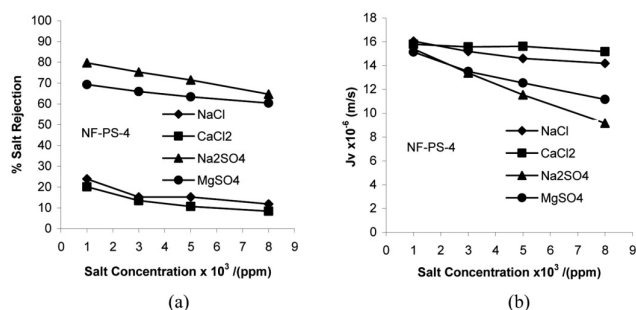 100
90
80
70
60
50
40
30
20
10
0
% Salt Rejection
NF-PS-4
NaCl
CaCl2
Na2SO4
MgSO4
0 1 2 3 4 5 6 7 8 9
Salt Concentration x 10³ /(ppm)
(a)
18
16
14
12
10
8
6
4
2
0
Jv x10⁻⁶ (m/s)
NF-PS-4
NaCl
CaCl2
Na2SO4
MgSO4
0 1 2 3 4 5 6 7 8 9
Salt Concentration x10³ /(ppm)
(b)